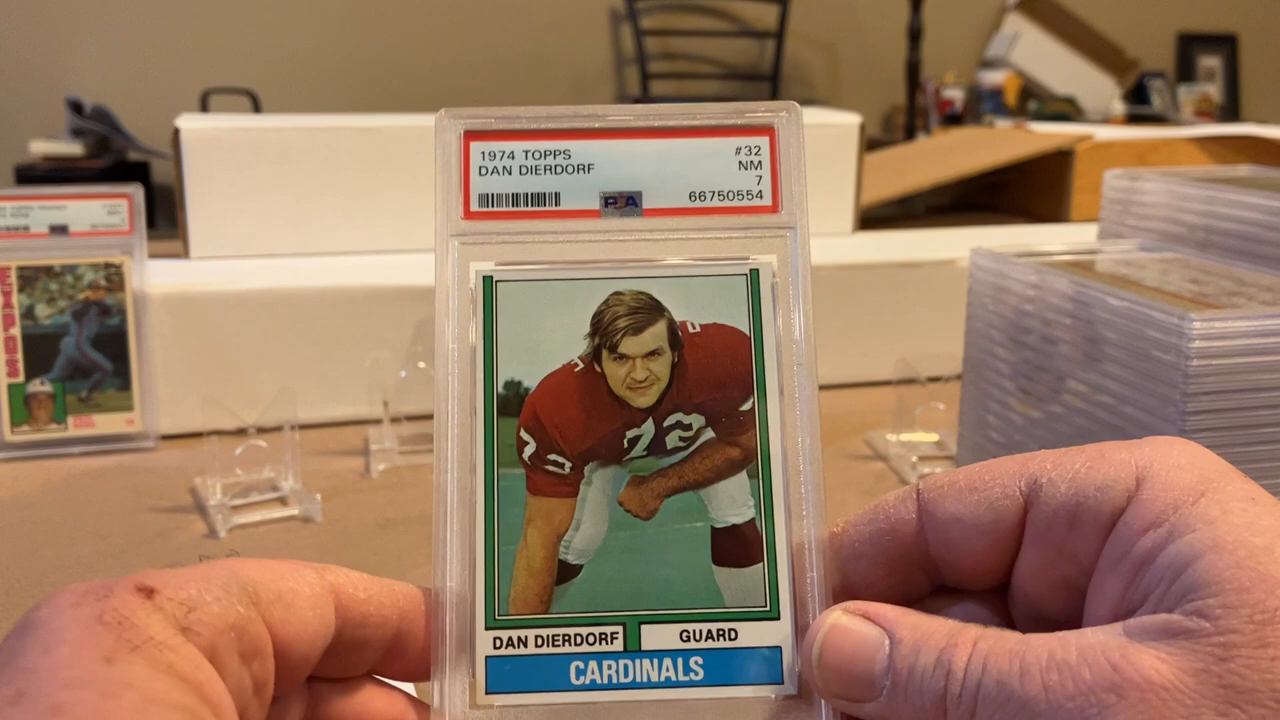 1974 TOPPS
DAN DIERDORF
#32
NM
7
66750554
PSA
EXPOS
72
72
DAN DIERDORF
GUARD
CARDINALS